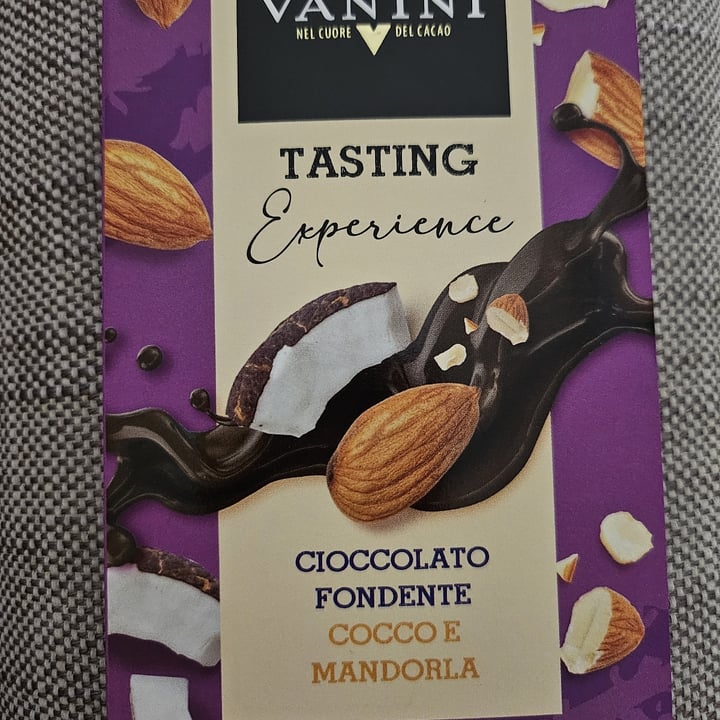 VANINI
NEL CUORE DEL CACAO
TASTING
Experience
CIOCCOLATO
FONDENTE
COCCO E
MANDORLA